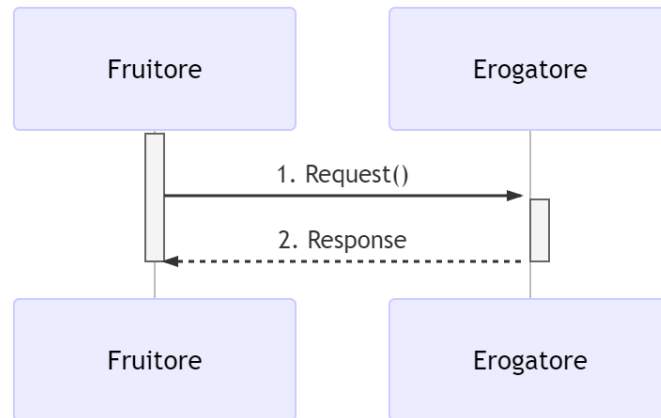 Fruitore
Erogatore
1. Request()
2. Response
Fruitore
Erogatore